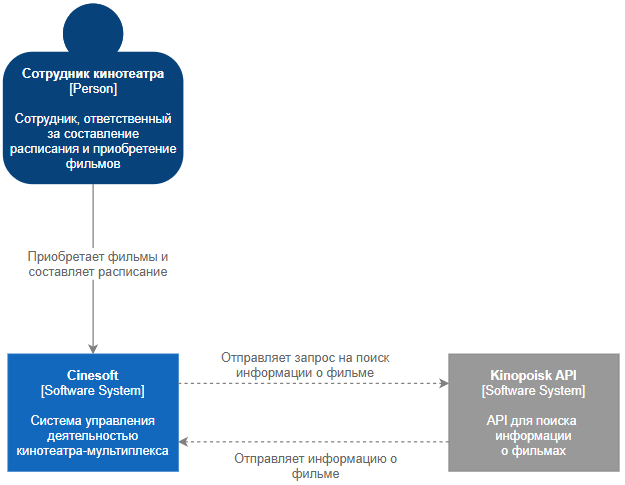 Сотрудник кинотеатра
[Person]
Сотрудник, ответственный
за составление
расписания и приобретение
фильмов
Приобретает фильмы и
составляет расписание
Cinesoft
[Software System]
Система управления
деятельностью
кинотеатра-мультиплекса
Отправляет запрос на поиск
информации о фильме
Отправляет информацию о
фильме
Kinopoisk API
[Software System]
API для поиска
информации
о фильмах